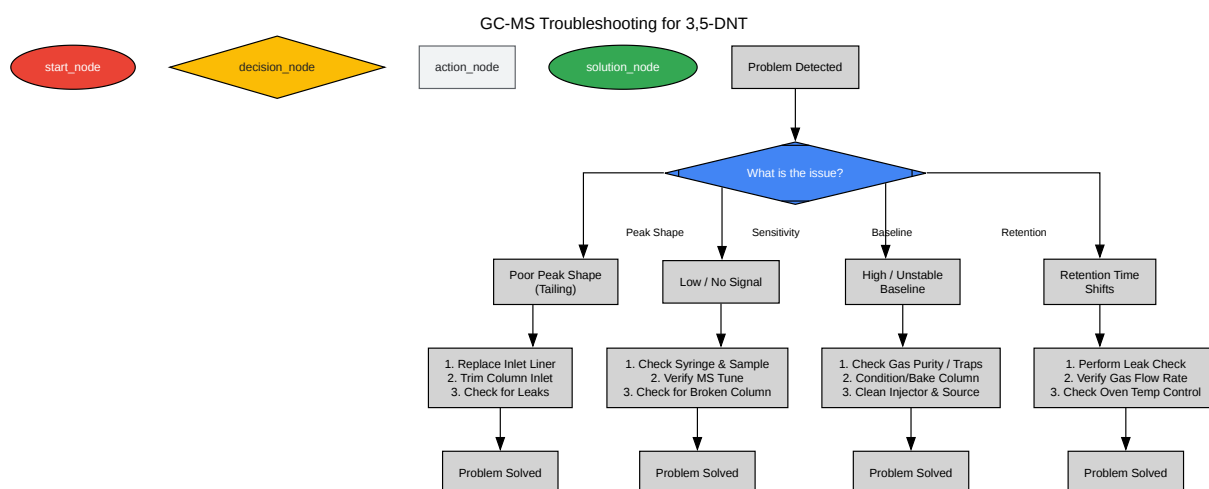 GC-MS Troubleshooting for 3,5-DNT
start_node
decision_node
action_node
solution_node
Problem Detected
What is the issue?
Peak Shape
Sensitivity
Baseline
Retention
Poor Peak Shape
(Tailing)
Low / No Signal
High / Unstable
Baseline
Retention Time
Shifts
1. Replace Inlet Liner
2. Trim Column Inlet
3. Check for Leaks
1. Check Syringe & Sample
2. Verify MS Tune
3. Check for Broken Column
1. Check Gas Purity / Traps
2. Condition/Bake Column
3. Clean Injector & Source
1. Perform Leak Check
2. Verify Gas Flow Rate
3. Check Oven Temp Control
Problem Solved
Problem Solved
Problem Solved
Problem Solved